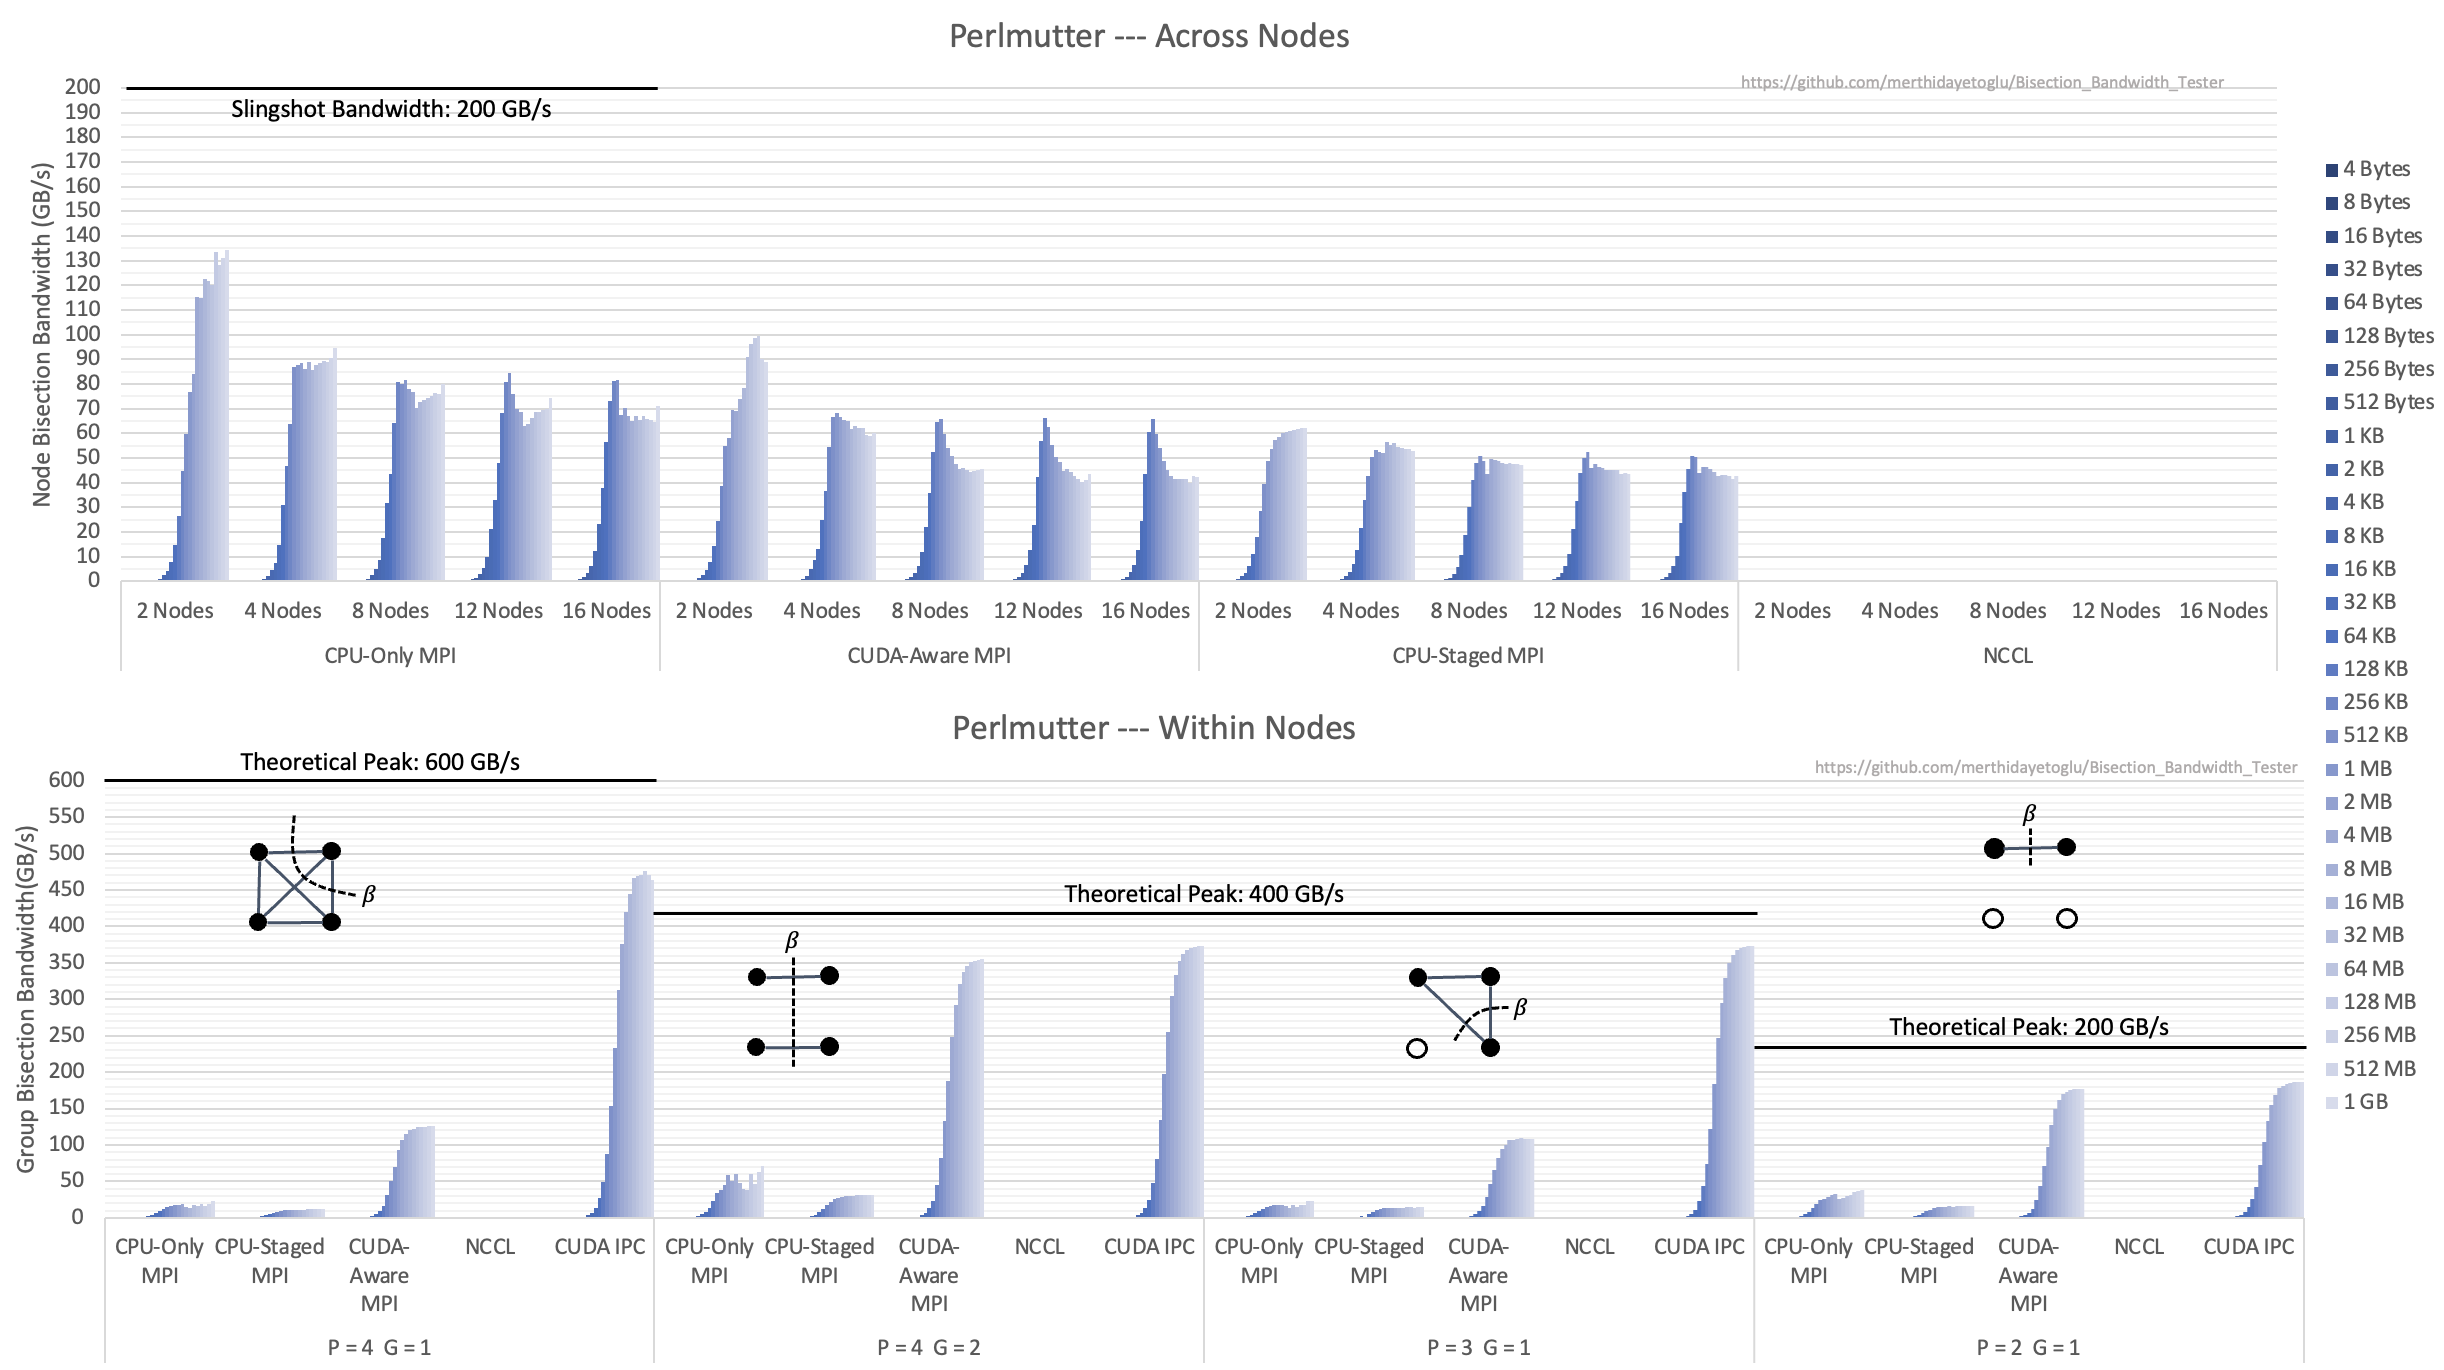 Perlmutter --- Across Nodes
https://github.com/merthidayetoglu/Bisection_Bandwidth_Tester
Slingshot Bandwidth: 200 GB/s
Node Bisection Bandwidth (GB/s)
200
190
180
170
160
150
140
130
120
110
100
90
80
70
60
50
40
30
20
10
0
2 Nodes 4 Nodes 8 Nodes 12 Nodes 16 Nodes 2 Nodes 4 Nodes 8 Nodes 12 Nodes 16 Nodes 2 Nodes 4 Nodes 8 Nodes 12 Nodes 16 Nodes 2 Nodes 4 Nodes 8 Nodes 12 Nodes 16 Nodes
CPU-Only MPI CUDA-Aware MPI CPU-Staged MPI NCCL
4 Bytes
8 Bytes
16 Bytes
32 Bytes
64 Bytes
128 Bytes
256 Bytes
512 Bytes
1 KB
2 KB
4 KB
8 KB
16 KB
32 KB
64 KB
128 KB
256 KB
512 KB
1 MB
2 MB
4 MB
8 MB
16 MB
32 MB
64 MB
128 MB
256 MB
512 MB
1 GB
Perlmutter --- Within Nodes
https://github.com/merthidayetoglu/Bisection_Bandwidth_Tester
Theoretical Peak: 600 GB/s
Theoretical Peak: 400 GB/s
Theoretical Peak: 200 GB/s
β
β
β
β
Group Bisection Bandwidth(GB/s)
600
550
500
450
400
350
300
250
200
150
100
50
0
CPU-Only CPU-Staged CUDA- NCCL CUDA IPC CPU-Only CPU-Staged CUDA- NCCL CUDA IPC CPU-Only CPU-Staged CUDA- NCCL CUDA IPC CPU-Only CPU-Staged CUDA- NCCL CUDA IPC
MPI MPI Aware MPI MPI Aware MPI MPI Aware MPI MPI Aware
MPI MPI MPI MPI
P = 4 G = 1 P = 4 G = 2 P = 3 G = 1 P = 2 G = 1